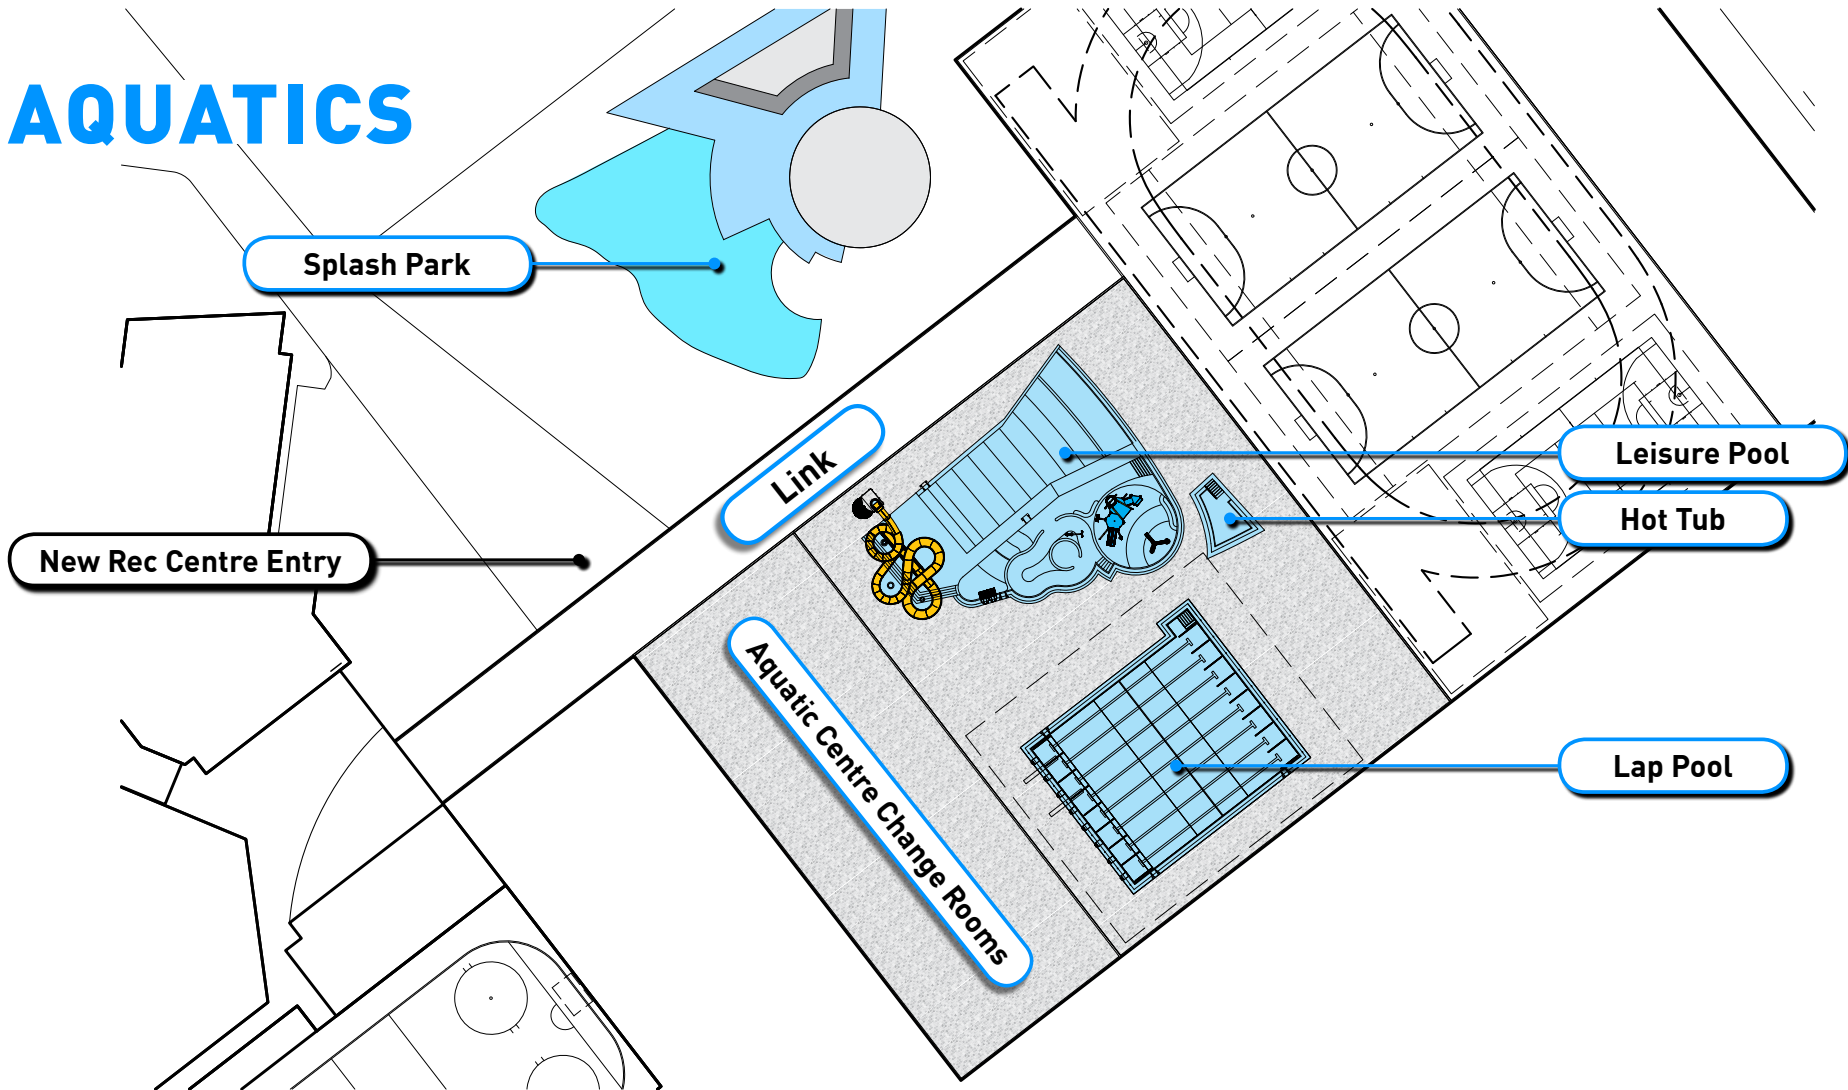 AQUATICS
Splash Park
Link
Leisure Pool
Hot Tub
New Rec Centre Entry
Aquatic Centre Change Rooms
Lap Pool